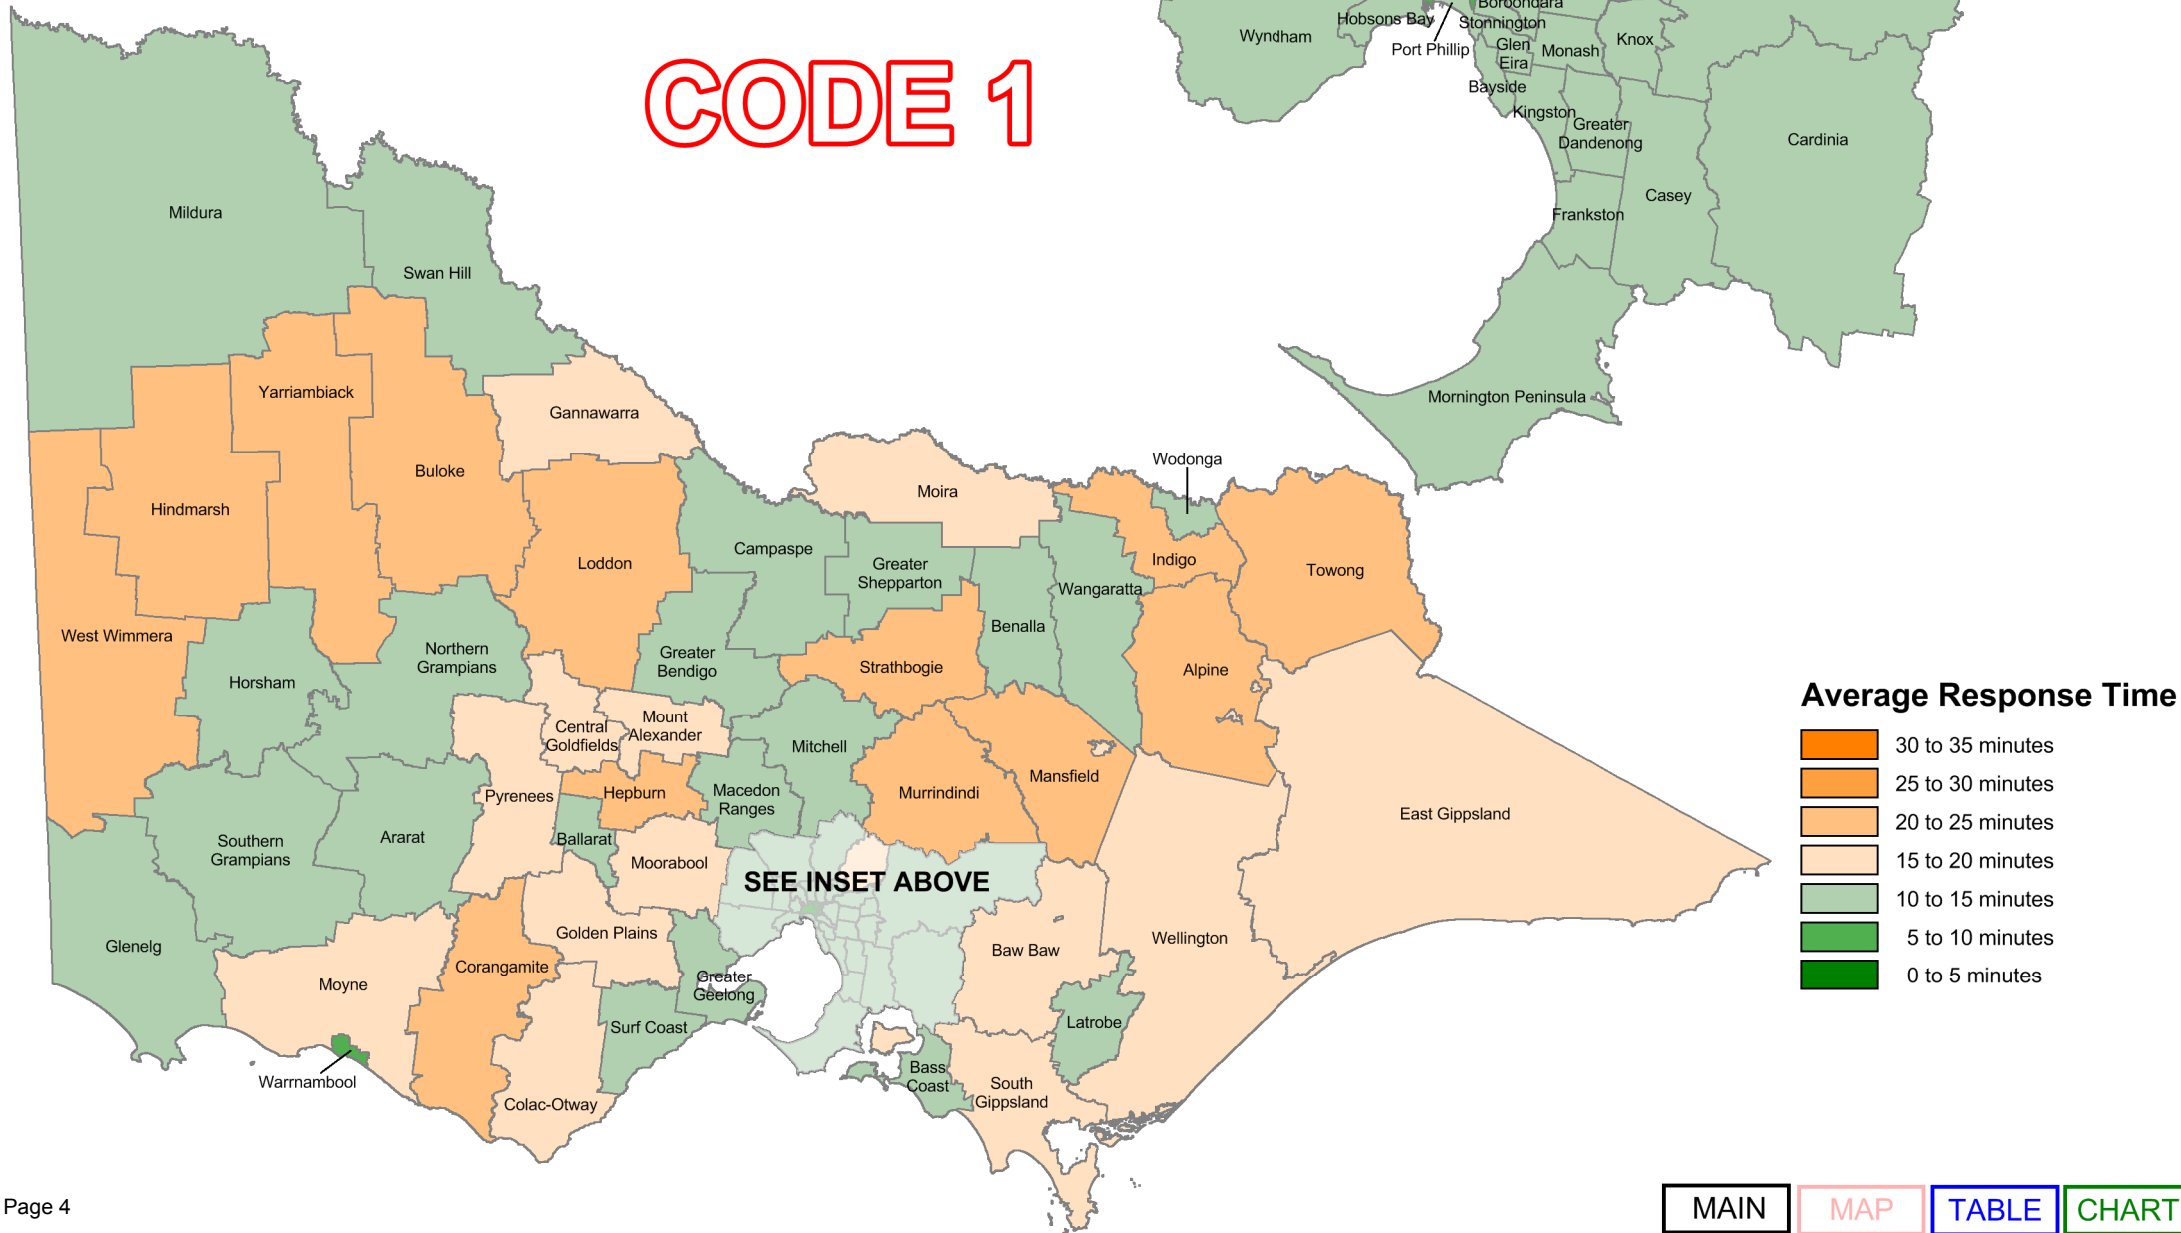 Boroondara
Hobsons Bay
Stonnington
Wyndham
Port Phillip
Glen
Eira
Monash
Knox
Bayside
Kingston
Greater
Dandenong
Cardinia
Casey
Frankston
Mornington Peninsula
CODE 1
Mildura
Swan Hill
Yarriambiack
Gannawarra
Buloke
Hindmarsh
Moira
Wodonga
Loddon
Campaspe
Greater
Shepparton
Indigo
Towong
Wangaratta
West Wimmera
Benalla
Northern
Grampians
Greater
Bendigo
Strathbogie
Alpine
Horsham
Central
Goldfields
Mount
Alexander
Mitchell
Mansfield
Pyrenees
Hepburn
Macedon
Ranges
Murrindindi
East Gippsland
Southern
Grampians
Ararat
Ballarat
Moorabool
SEE INSET ABOVE
Glenelg
Golden Plains
Baw Baw
Wellington
Moyne
Corangamite
Greater
Geelong
Surf Coast
Latrobe
Warrnambool
Colac-Otway
Bass
Coast
South
Gippsland
Average Response Time
30 to 35 minutes
25 to 30 minutes
20 to 25 minutes
15 to 20 minutes
10 to 15 minutes
5 to 10 minutes
0 to 5 minutes
Page 4
MAIN
MAP
TABLE
CHART